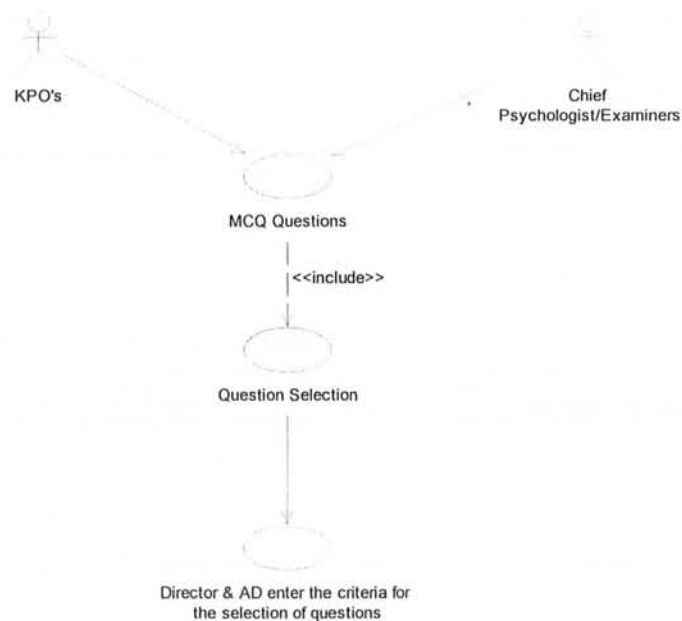 KPO's
Chief
Psychologist/Examiners
MCQ Questions
<<include>>
Question Selection
Director & AD enter the criteria for
the selection of questions